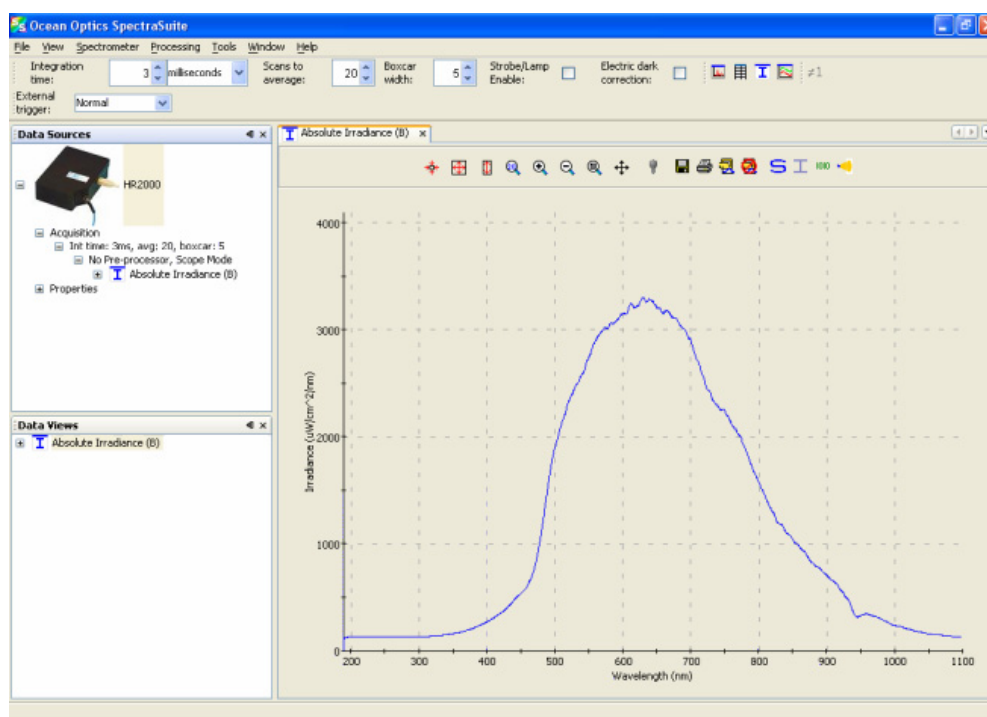 Ocean Optics SpectraSuite
File View Spectrometer Processing Tools Window Help
Integration time: 3 milliseconds Scans to average: 20 Boxcar width: 5 Strobe/Lamp Enable: Electric dark correction: ≠1
External trigger: Normal
Data Sources
HR2000
Acquisition
Int time: 3ms, avg: 20, boxcar: 5
No Pre-processor, Scope Mode
Absolute Irradiance (B)
Properties
Data Views
Absolute Irradiance (B)
Absolute Irradiance (B)
S I
4000
3000
2000
1000
0
Irradiance (uW/cm^2/nm)
200 300 400 500 600 700 800 900 1000 1100
Wavelength (nm)